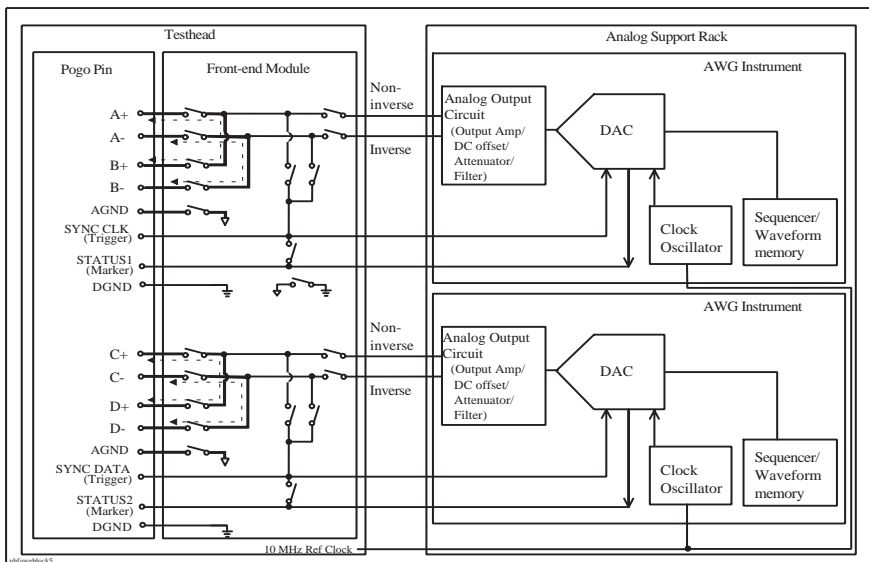 Testhead
Analog Support Rack
Pogo Pin
Front-end Module
AWG Instrument
A+
A-
B+
B-
AGND
SYNC CLK
(Trigger)
STATUS1
(Marker)
DGND
Non-
inverse
Inverse
Analog Output
Circuit
(Output Amp/
DC offset/
Attenuator/
Filter)
DAC
Clock
Oscillator
Sequencer/
Waveform
memory
AWG Instrument
C+
C-
D+
D-
AGND
SYNC DATA
(Trigger)
STATUS2
(Marker)
DGND
Non-
inverse
Inverse
Analog Output
Circuit
(Output Amp/
DC offset/
Attenuator/
Filter)
DAC
Clock
Oscillator
Sequencer/
Waveform
memory
10 MHz Ref Clock